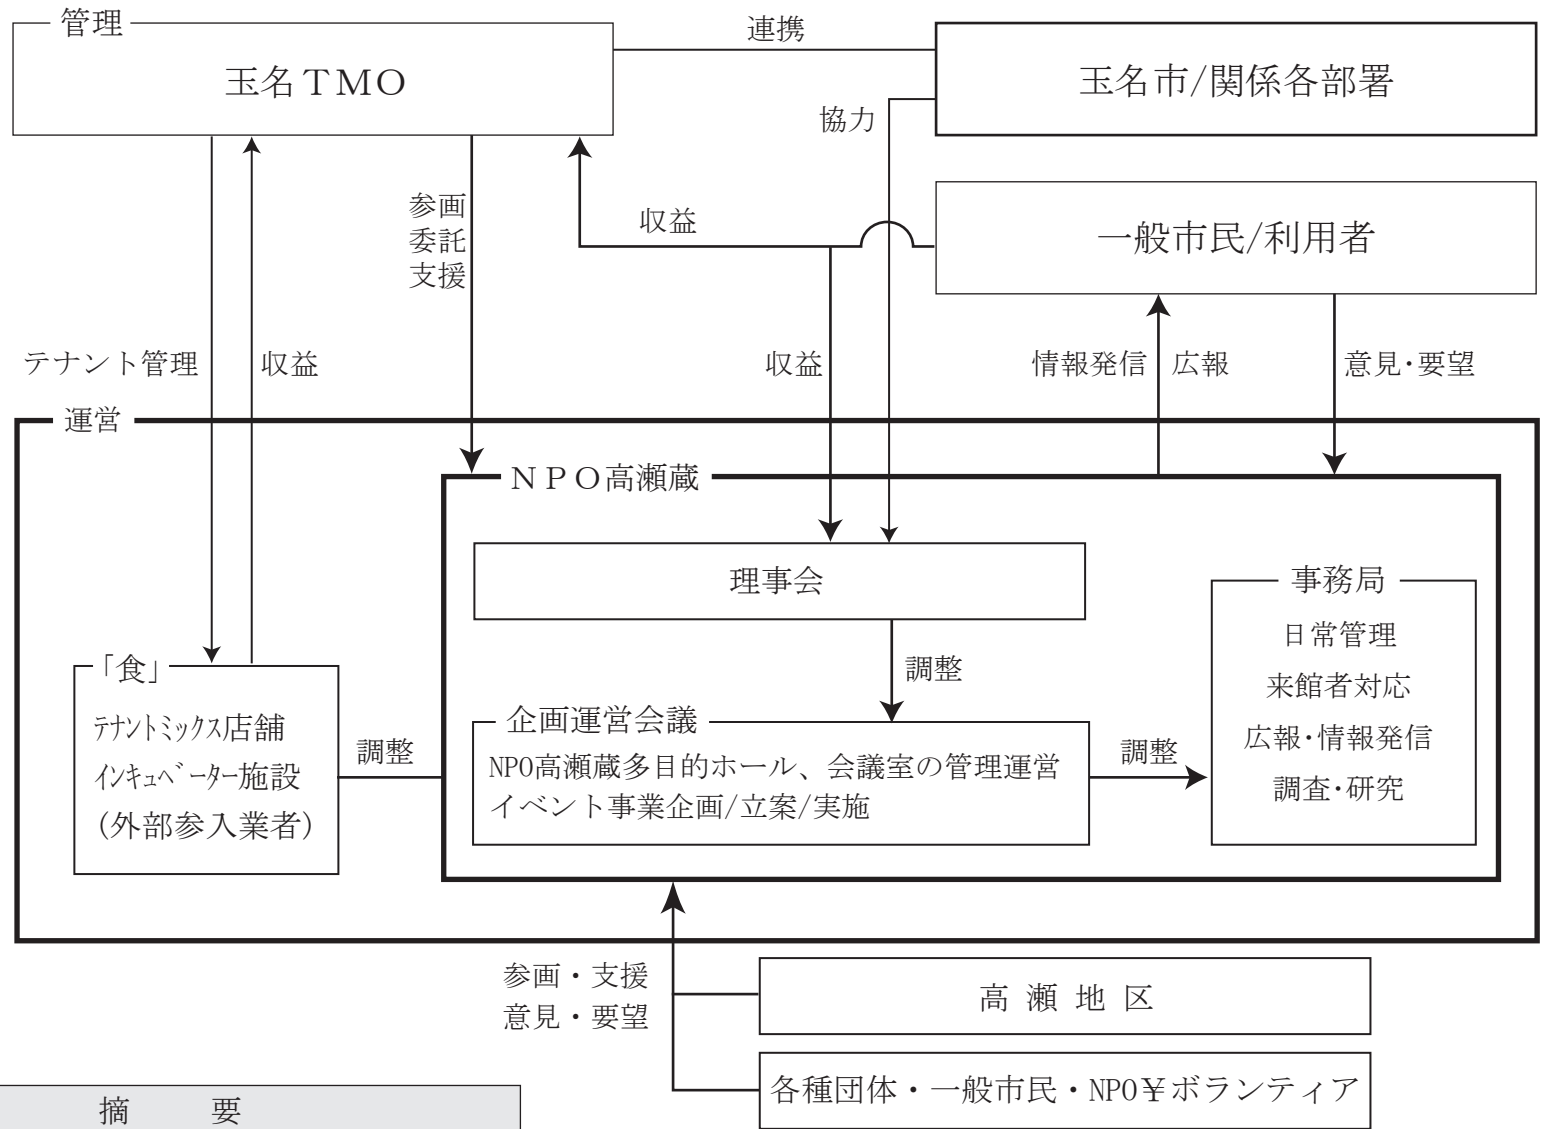 管理
玉名TMO
連携
玉名市/関係各部署
協力
参画
委託
支援
収益
一般市民/利用者
テナント管理
収益
収益
情報発信
広報
意見・要望
運営
NPO高瀬蔵
理事会
調整
事務局
日常管理
来館者対応
広報・情報発信
調査・研究
「食」
テナントミックス店舗
インキュベーター施設
(外部参入業者)
調整
企画運営会議
NPO高瀬蔵多目的ホール、会議室の管理運営
イベント事業企画/立案/実施
調整
参画・支援
意見・要望
高瀬地区
各種団体・一般市民・NPO¥ボランティア
摘要